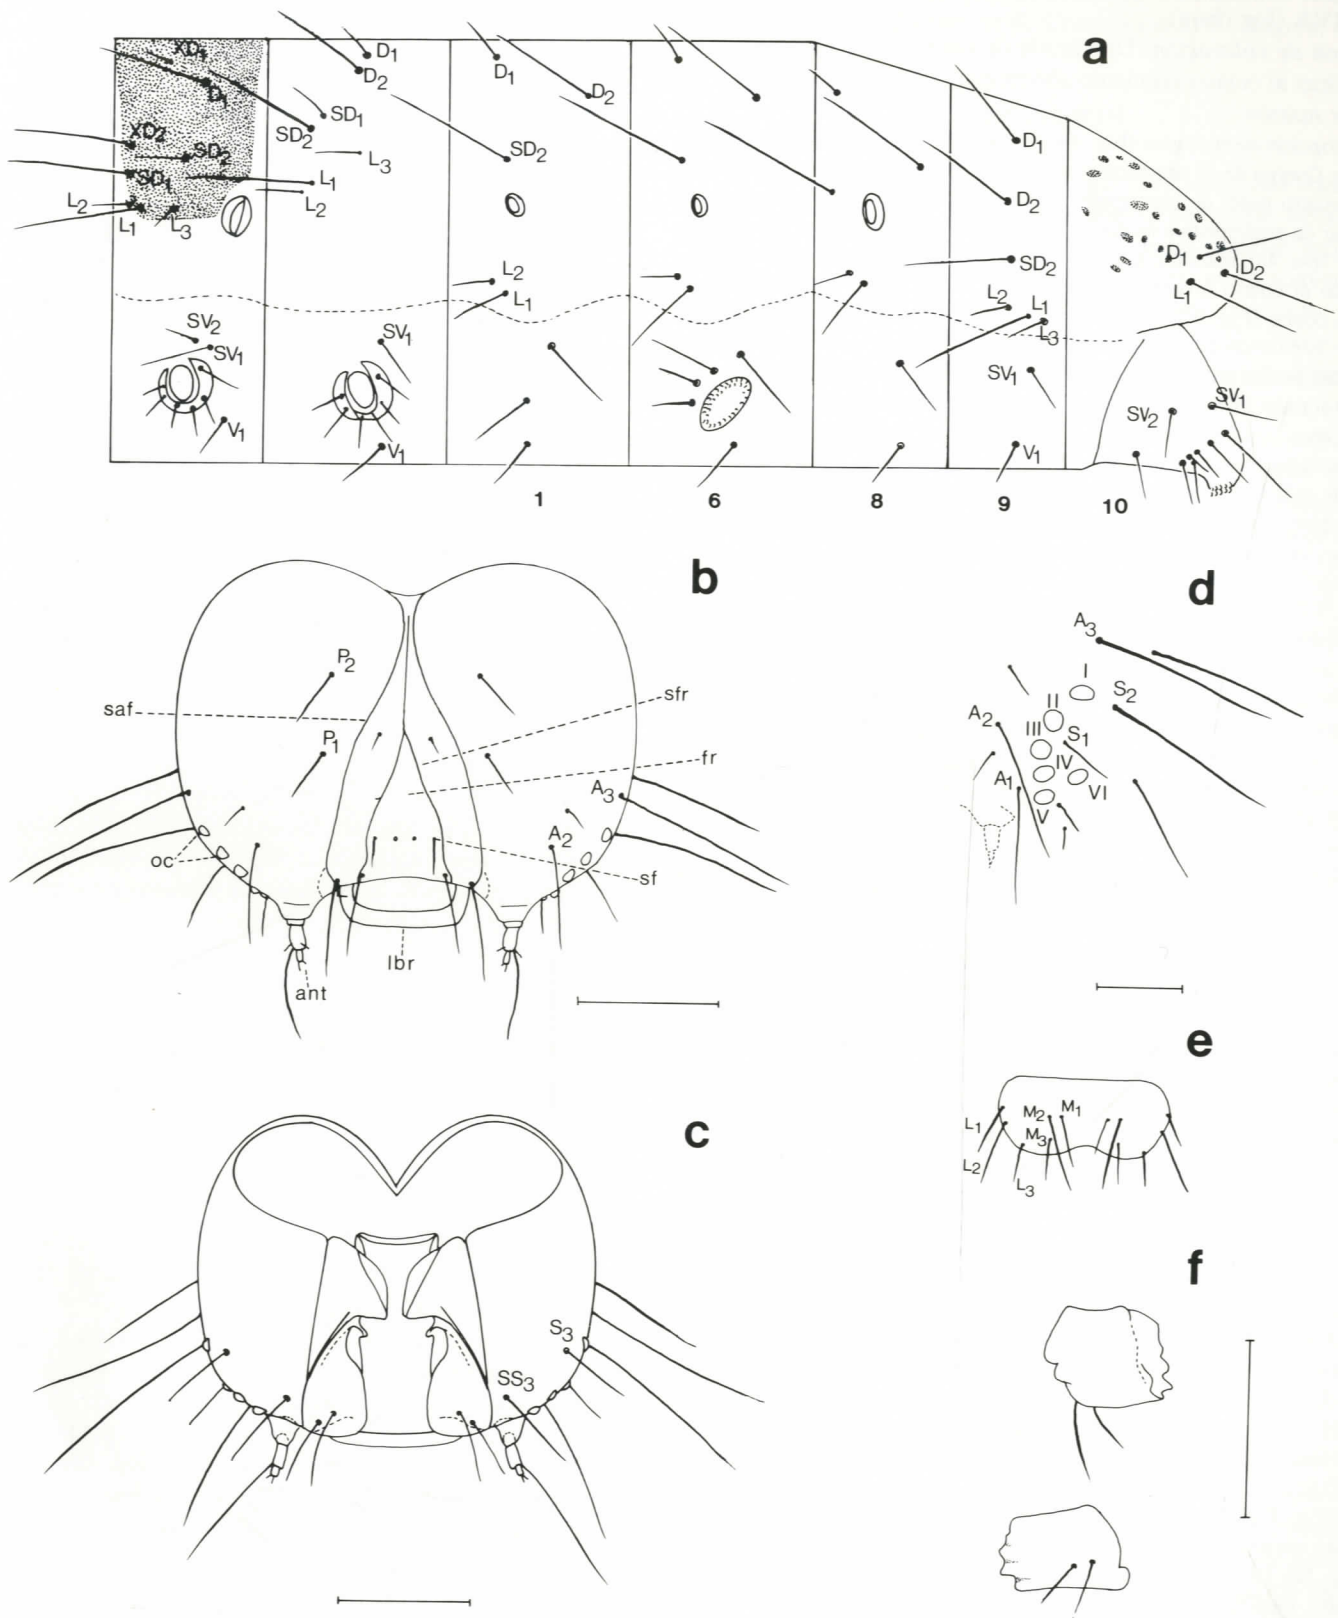 a
XD1 D1 D1 D1
D1 D2 D2
SD1
XD2 SD2 SD2 SD2 D1
SD1 L3
L1
L2 L2 D2
L1 L3
SD2 D1 D2
L2 L1
L1 L2 L1
L3
SV2 SV1
SV1 SV1
SV2 SV1
V1 V1 V1
1 6 8 9 10
b
P2
saf sfr
P1 fr
A3
A2
oc
sf
lbr
ant
c
S3
SS3
d
A3
I
S2
II
A2
III S1
IV
A1 VI
V
e
M2 M1
L1
M3
L2
L3
f